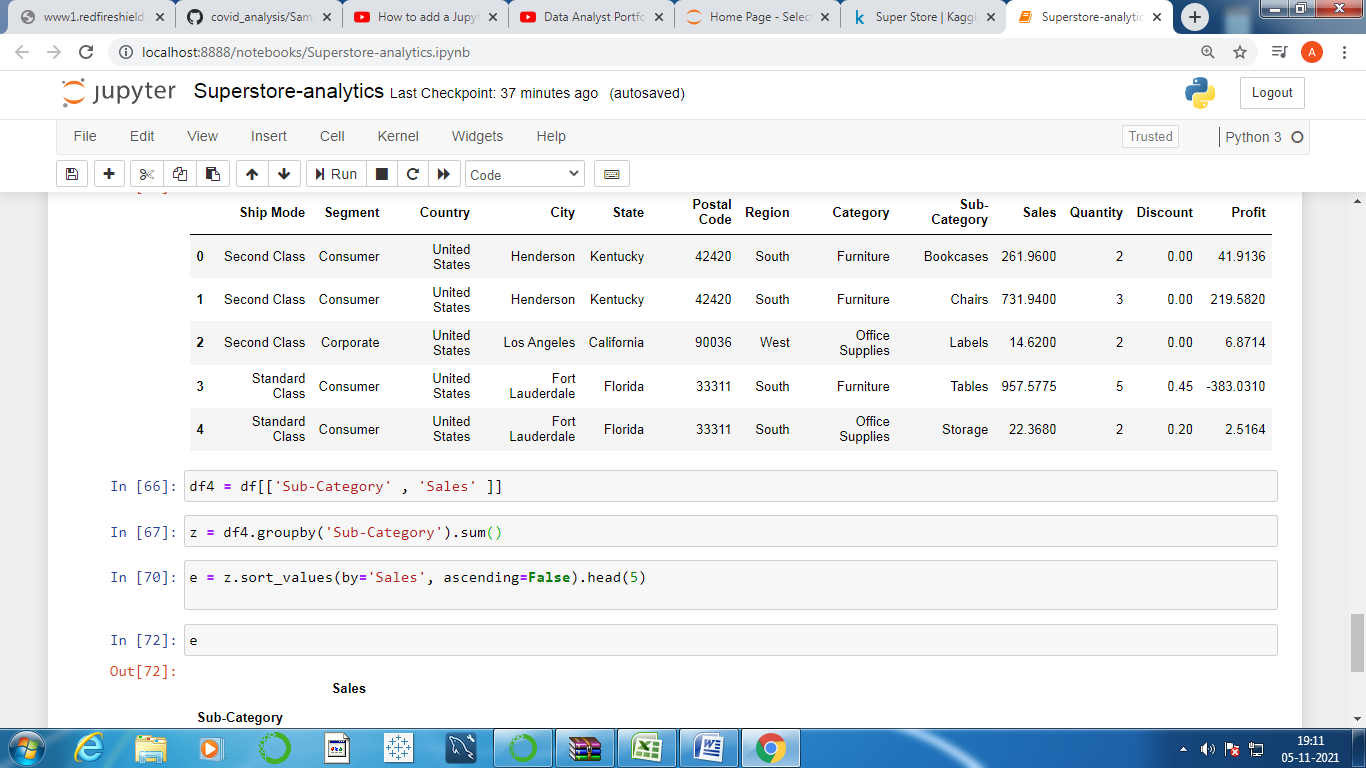 www1.redfireshield.
covid_analysis/Sam
How to add a Jupyt
Data Analyst Portfo
Home Page - Select
Super Store | Kaggl
Superstore-analytic
localhost:8888/notebooks/Superstore-analytics.ipynb
A
jupyter Superstore-analytics Last Checkpoint: 37 minutes ago (autosaved)
Logout
File Edit View Insert Cell Kernel Widgets Help
Trusted
Python 3
Run
Code
Ship Mode Segment Country City State Postal Code Region Category Sub-Category Sales Quantity Discount Profit
0 Second Class Consumer United States Henderson Kentucky 42420 South Furniture Bookcases 261.9600 2 0.00 41.9136
1 Second Class Consumer United States Henderson Kentucky 42420 South Furniture Chairs 731.9400 3 0.00 219.5820
2 Second Class Corporate United States Los Angeles California 90036 West Office Supplies Labels 14.6200 2 0.00 6.8714
3 Standard Class Consumer United States Fort Lauderdale Florida 33311 South Furniture Tables 957.5775 5 0.45 -383.0310
4 Standard Class Consumer United States Fort Lauderdale Florida 33311 South Office Supplies Storage 22.3680 2 0.20 2.5164
In [66]: df4 = df[['Sub-Category' , 'Sales' ]]
In [67]: z = df4.groupby('Sub-Category').sum()
In [70]: e = z.sort_values(by='Sales', ascending=False).head(5)
In [72]: e
Out[72]:
Sales
Sub-Category
19:11
05-11-2021